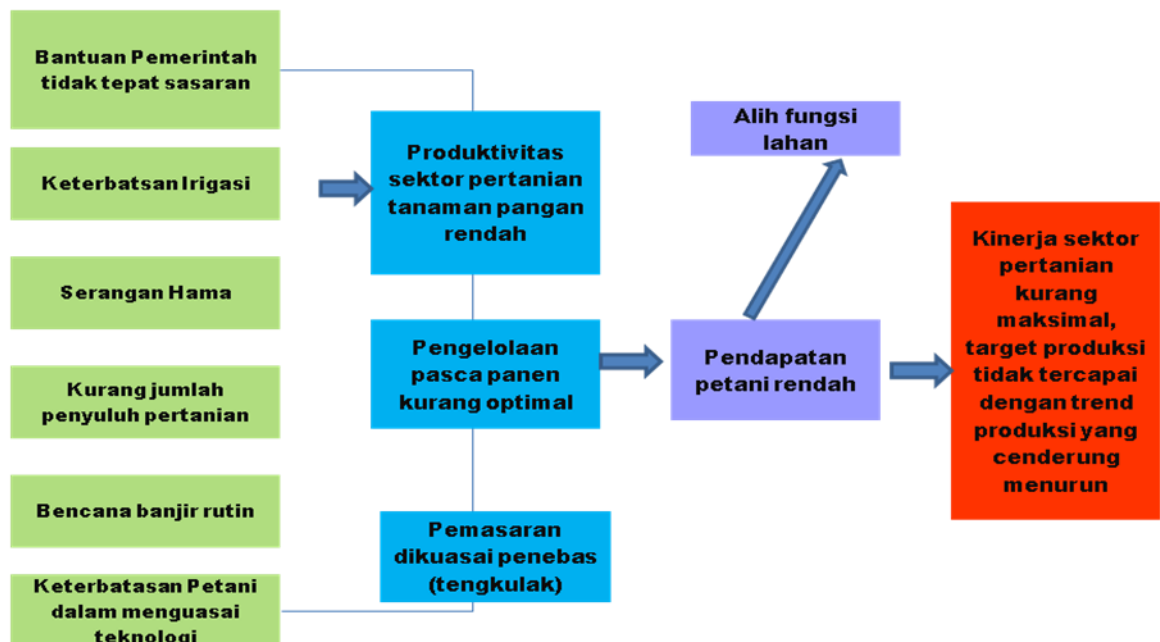 Bantuan Pemerintah
tidak tepat sasaran
Keterbatsan Irigasi
Serangan Hama
Kurang jumlah
penyuluh pertanian
Bencana banjir rutin
Keterbatasan Petani
dalam menguasai
teknologi
Produktivitas
sektor pertanian
tanaman pangan
rendah
Pengelolaan
pasca panen
kurang optimal
Pemasaran
dikuasai penebas
(tengkulak)
Alih fungsi
lahan
Pendapatan
petani rendah
Kinerja sektor
pertanian
kurang
maksimal,
target produksi
tidak tercapai
dengan trend
produksi yang
cenderung
menurun